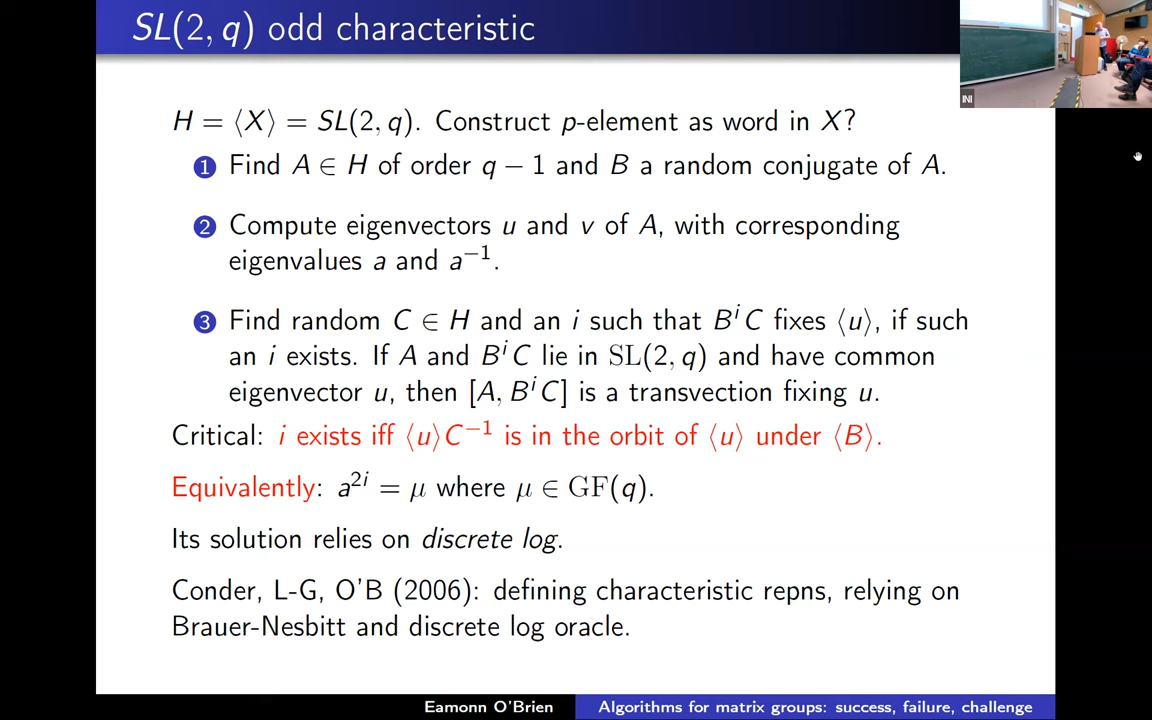 SL(2, q) odd characteristic
INI
H = ⟨X⟩ = SL(2, q). Construct p-element as word in X?
1 Find A ∈ H of order q − 1 and B a random conjugate of A.
2 Compute eigenvectors u and v of A, with corresponding
eigenvalues a and a⁻¹.
3 Find random C ∈ H and an i such that BⁱC fixes ⟨u⟩, if such
an i exists. If A and BⁱC lie in SL(2, q) and have common
eigenvector u, then [A, BⁱC] is a transvection fixing u.
Critical: i exists iff ⟨u⟩C⁻¹ is in the orbit of ⟨u⟩ under ⟨B⟩.
Equivalently: a²ⁱ = μ where μ ∈ GF(q).
Its solution relies on discrete log.
Conder, L-G, O'B (2006): defining characteristic repns, relying on
Brauer-Nesbitt and discrete log oracle.
Eamonn O'Brien
Algorithms for matrix groups: success, failure, challenge